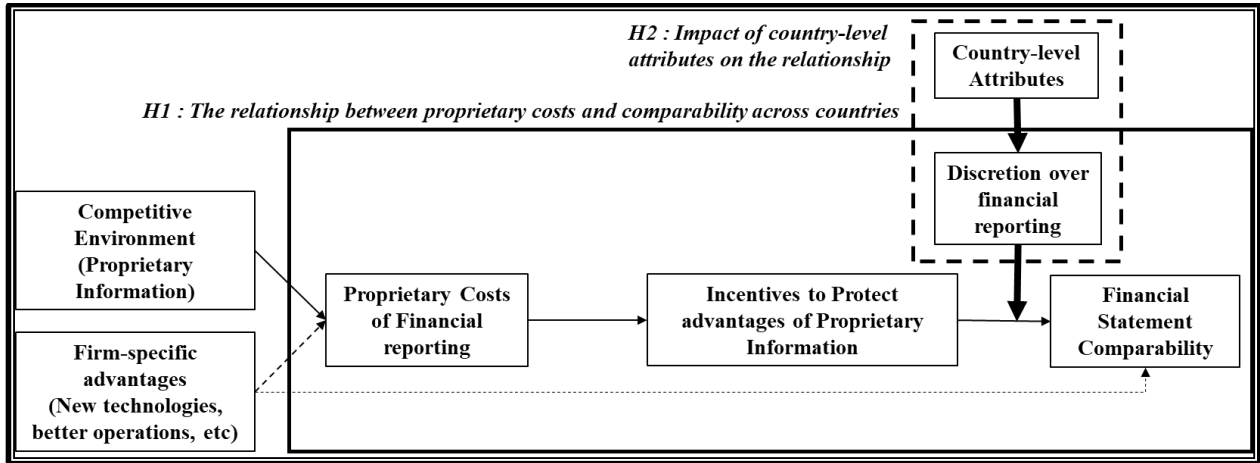 H2 : Impact of country-level
attributes on the relationship
Country-level
Attributes
H1 : The relationship between proprietary costs and comparability across countries
Discretion over
financial
reporting
Competitive
Environment
(Proprietary
Information)
Proprietary Costs
of Financial
reporting
Incentives to Protect
advantages of Proprietary
Information
Financial
Statement
Comparability
Firm-specific
advantages
(New technologies,
better operations, etc)